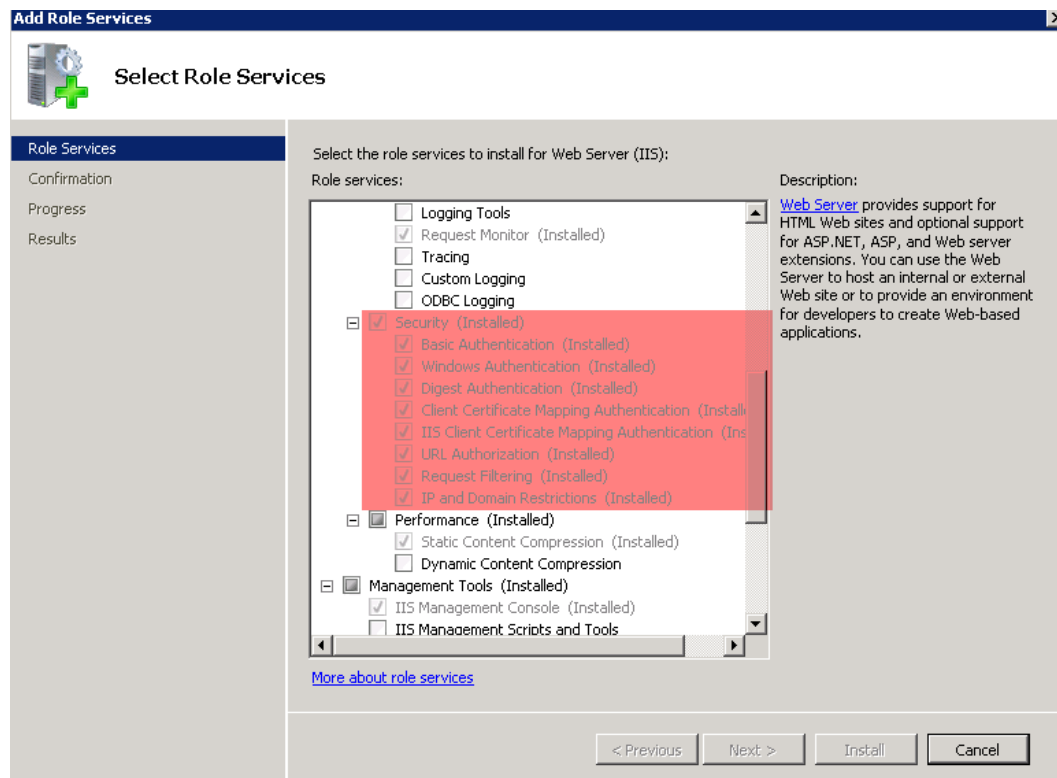 Add Role Services
Select Role Services
Role Services
Confirmation
Progress
Results
Select the role services to install for Web Server (IIS):
Role services:
Logging Tools
Request Monitor (Installed)
Tracing
Custom Logging
ODBC Logging
Security (Installed)
Basic Authentication (Installed)
Windows Authentication (Installed)
Digest Authentication (Installed)
Client Certificate Mapping Authentication (Install
IIS Client Certificate Mapping Authentication (Ins
URL Authorization (Installed)
Request Filtering (Installed)
IP and Domain Restrictions (Installed)
Performance (Installed)
Static Content Compression (Installed)
Dynamic Content Compression
Management Tools (Installed)
IIS Management Console (Installed)
IIS Management Scripts and Tools
More about role services
Description:
Web Server provides support for
HTML Web sites and optional support
for ASP.NET, ASP, and Web server
extensions. You can use the Web
Server to host an internal or external
Web site or to provide an environment
for developers to create Web-based
applications.
< Previous
Next >
Install
Cancel